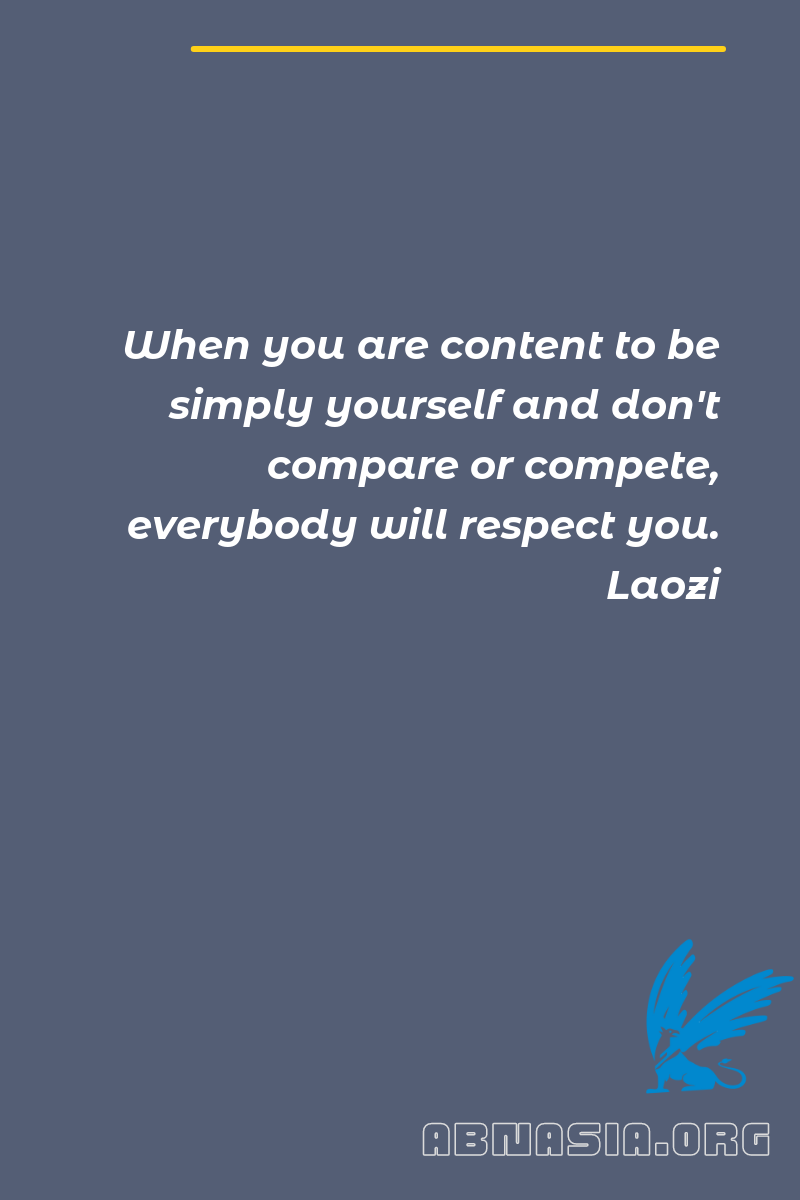 When you are content to be
simply yourself and don't
compare or compete,
everybody will respect you.
Laozi
ABNASIA.ORG